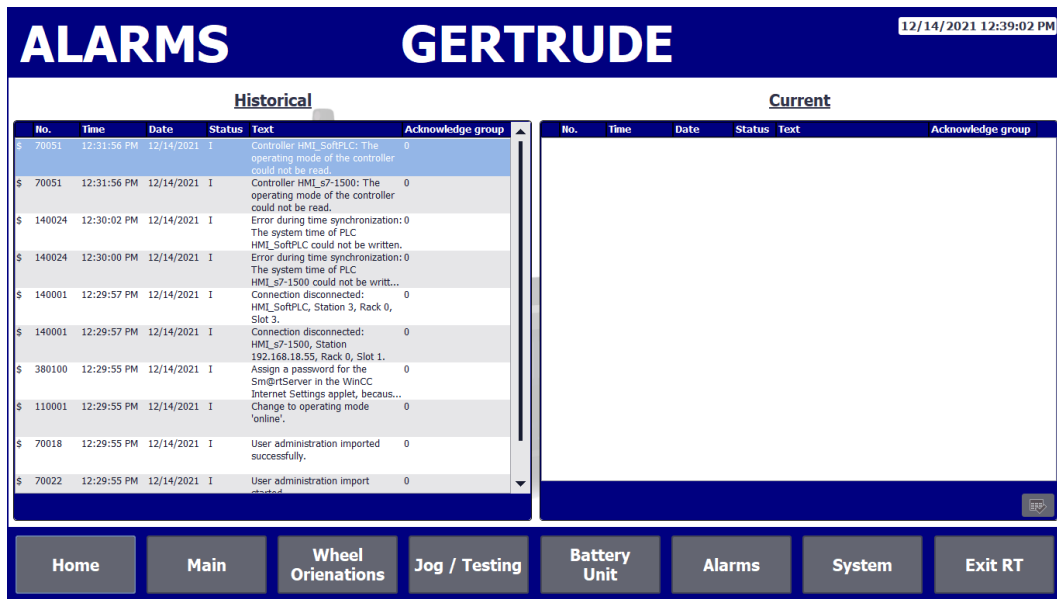 ALARMS
GERTRUDE
12/14/2021 12:39:02 PM
Historical
No. Time Date Status Text Acknowledge group
$ 70051 12:31:56 PM 12/14/2021 I Controller HMI_SoftPLC: The 0
operating mode of the controller
could not be read.
$ 70051 12:31:56 PM 12/14/2021 I Controller HMI_s7-1500: The 0
operating mode of the controller
could not be read.
$ 140024 12:30:02 PM 12/14/2021 I Error during time synchronization: 0
The system time of PLC
HMI_SoftPLC could not be written.
$ 140024 12:30:00 PM 12/14/2021 I Error during time synchronization: 0
The system time of PLC
HMI_s7-1500 could not be writt...
$ 140001 12:29:57 PM 12/14/2021 I Connection disconnected: 0
HMI_SoftPLC, Station 3, Rack 0,
Slot 3.
$ 140001 12:29:57 PM 12/14/2021 I Connection disconnected: 0
HMI_s7-1500, Station
192.168.18.55, Rack 0, Slot 1.
$ 380100 12:29:55 PM 12/14/2021 I Assign a password for the 0
Sm@rtServer in the WinCC
Internet Settings applet, becaus...
$ 110001 12:29:55 PM 12/14/2021 I Change to operating mode 0
'online'.
$ 70018 12:29:55 PM 12/14/2021 I User administration imported 0
successfully.
$ 70022 12:29:55 PM 12/14/2021 I User administration import 0
started.
Current
No. Time Date Status Text Acknowledge group
Home
Main
Wheel
Orienations
Jog / Testing
Battery
Unit
Alarms
System
Exit RT